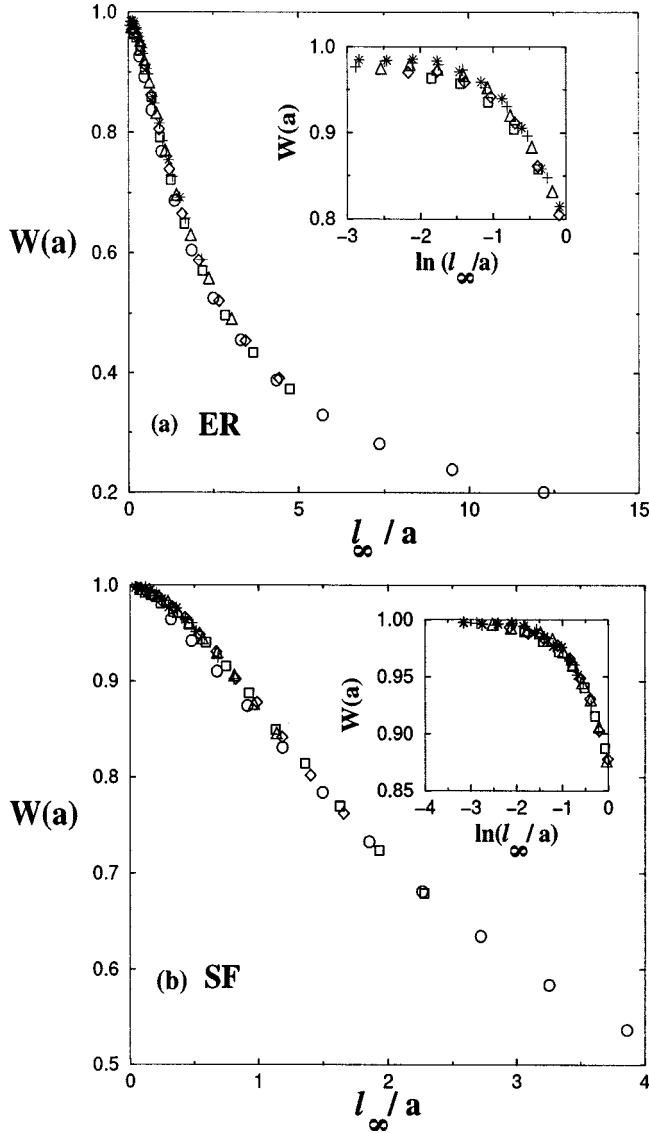 1.0
0.8
0.6
0.4
0.2
W(a)
0 5 10 15
l∞ / a
(a) ER
1.0
0.9
0.8
W(a)
−3 −2 −1 0
ln (l∞/a)
1.0
0.9
0.8
0.7
0.6
0.5
W(a)
0 1 2 3 4
l∞/ a
(b) SF
1.00
0.95
0.90
0.85
W(a)
−4 −3 −2 −1 0
ln(l∞/ a)